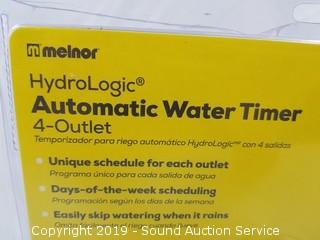 melnor
HydroLogic®
Automatic Water Timer
4-Outlet
Temporizador para riego automático HydroLogic con 4 salidas
• Unique schedule for each outlet
Programa único para cada salida de agua
• Days-of-the-week scheduling
Programación según los días de la semana
• Easily skip watering when it rains
Copyright 2019 - Sound Auction Service